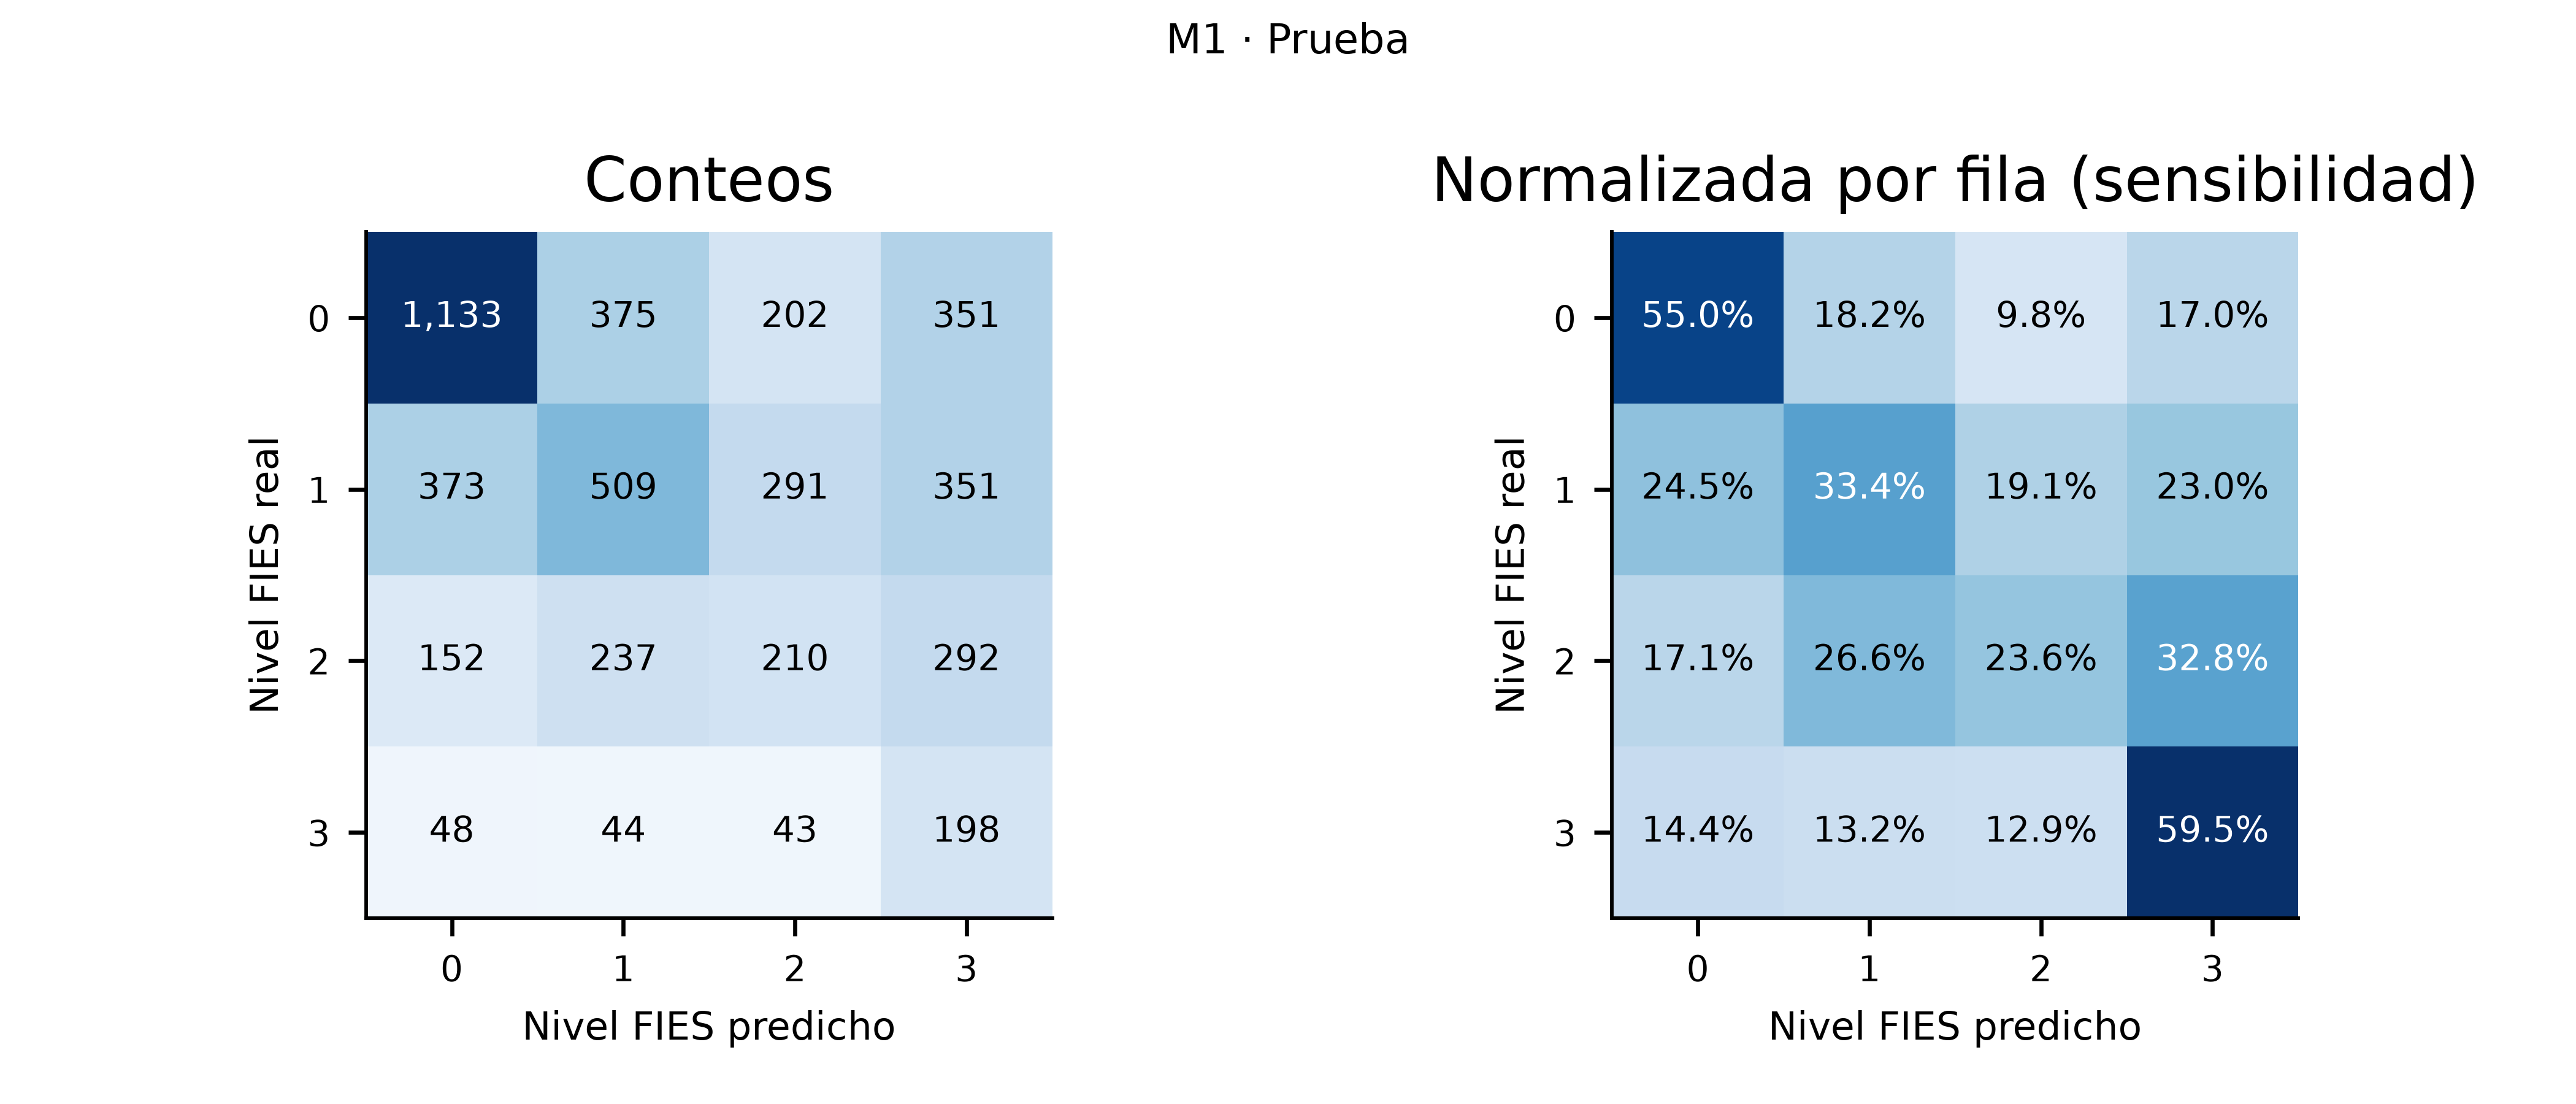 M1 · Prueba
Conteos
Nivel FIES real
0 1,133 375 202 351
1 373 509 291 351
2 152 237 210 292
3 48 44 43 198
0 1 2 3
Nivel FIES predicho
Normalizada por fila (sensibilidad)
Nivel FIES real
0 55.0% 18.2% 9.8% 17.0%
1 24.5% 33.4% 19.1% 23.0%
2 17.1% 26.6% 23.6% 32.8%
3 14.4% 13.2% 12.9% 59.5%
0 1 2 3
Nivel FIES predicho